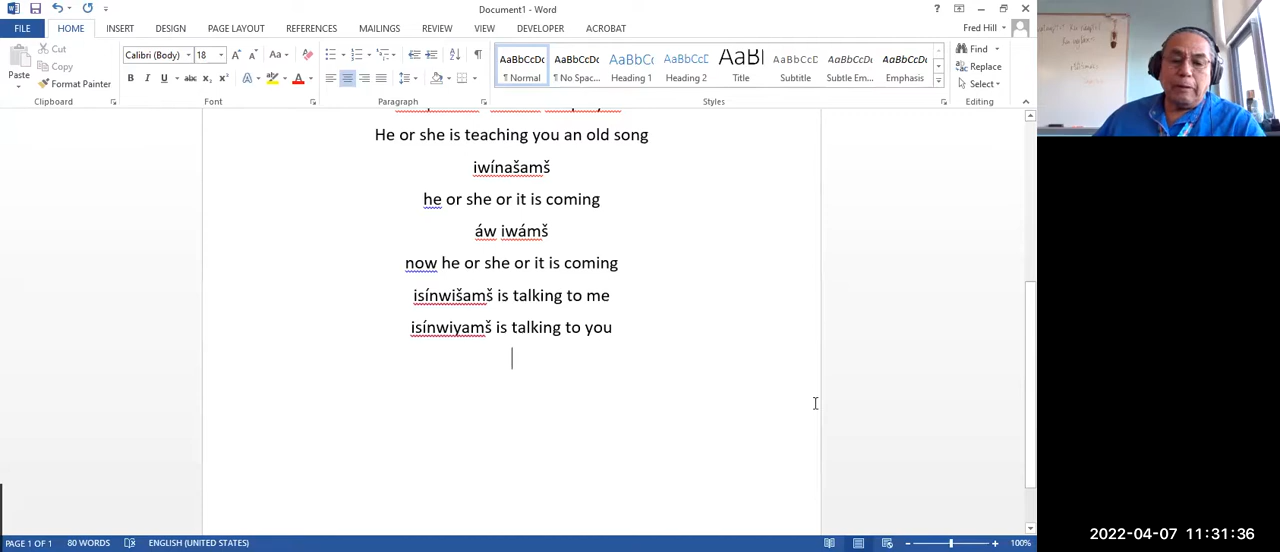 Document1 - Word
FILE HOME INSERT DESIGN PAGE LAYOUT REFERENCES MAILINGS REVIEW VIEW DEVELOPER ACROBAT Fred Hill
Paste Cut Copy Format Painter
Calibri (Body) 18
AaBbCcDc AaBbCcDc AaBbCc AaBbCcD AaBl AaBbCcD AaBbCcDc AaBbCcDc
¶ Normal ¶ No Spac... Heading 1 Heading 2 Title Subtitle Subtle Em... Emphasis
Find Replace Select
Clipboard Font Paragraph Styles Editing
He or she is teaching you an old song
iwínašamš
he or she or it is coming
áw iwámš
now he or she or it is coming
isínwišamš is talking to me
isínwiyamš is talking to you
PAGE 1 OF 1 80 WORDS ENGLISH (UNITED STATES) 100%
2022-04-07 11:31:36